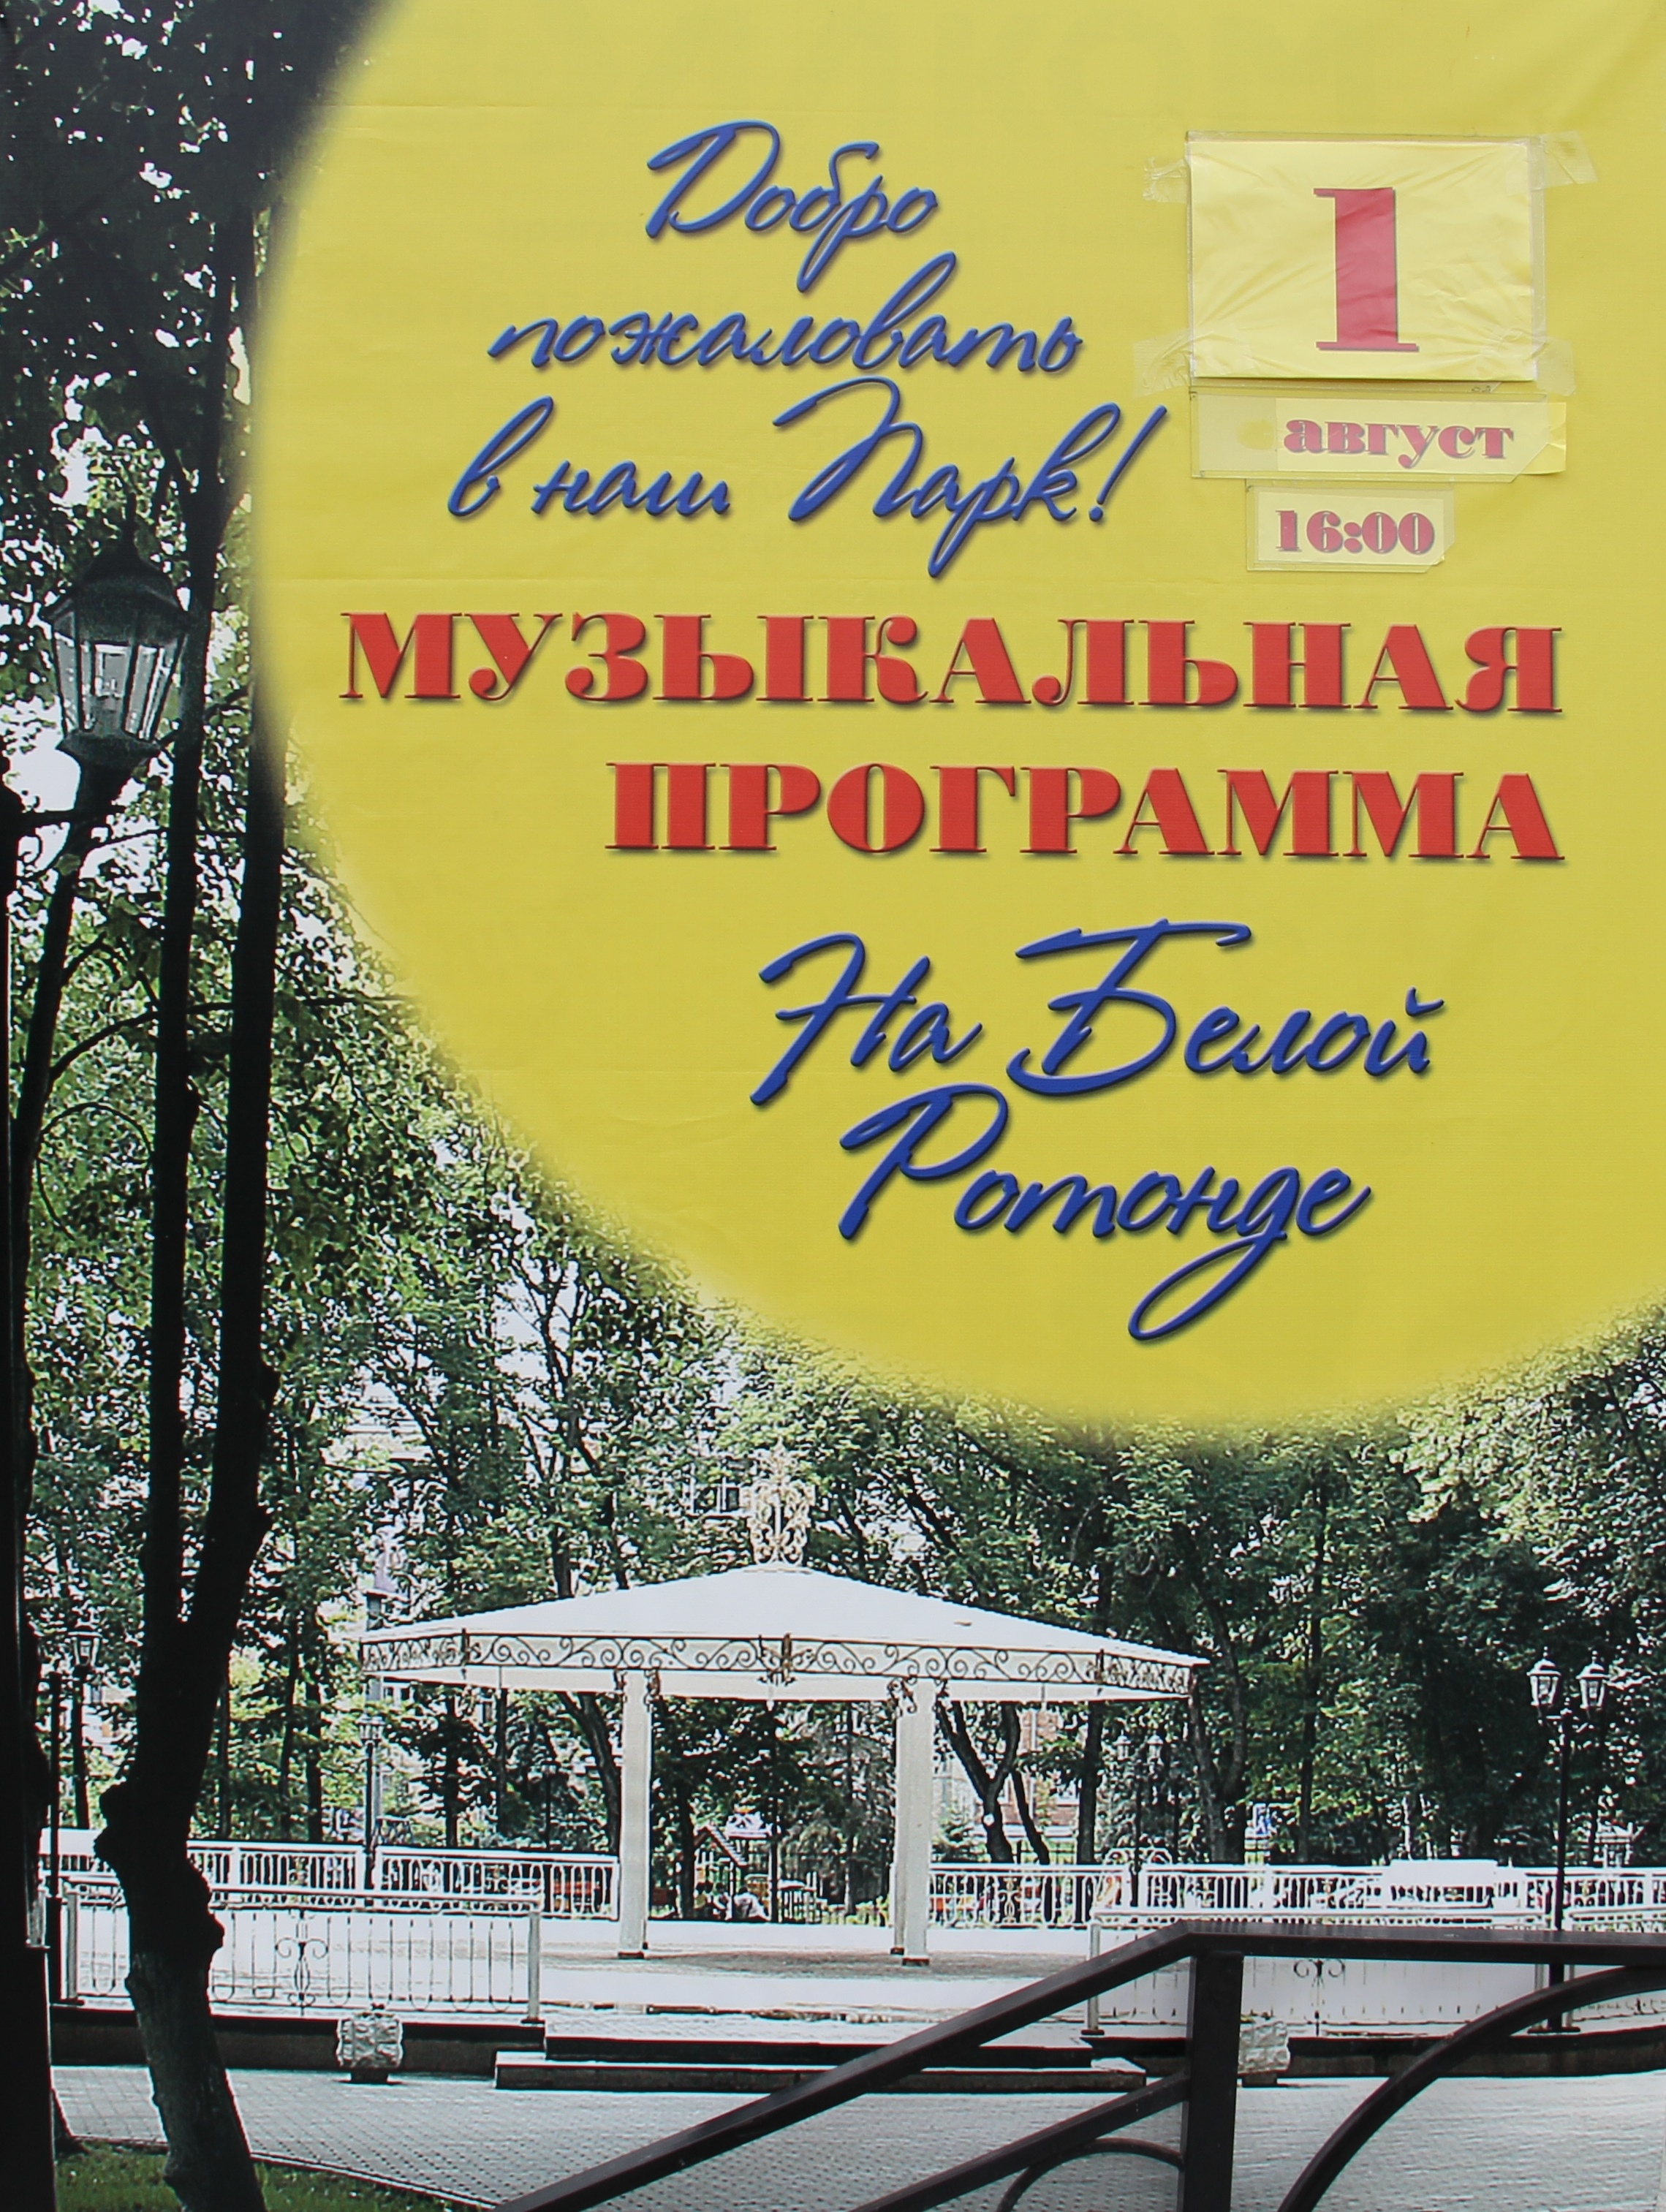 Добро
пожаловать
в наш Парк!
1
август
16:00
МУЗЫКАЛЬНАЯ
ПРОГРАММА
На Белой
Ротонде